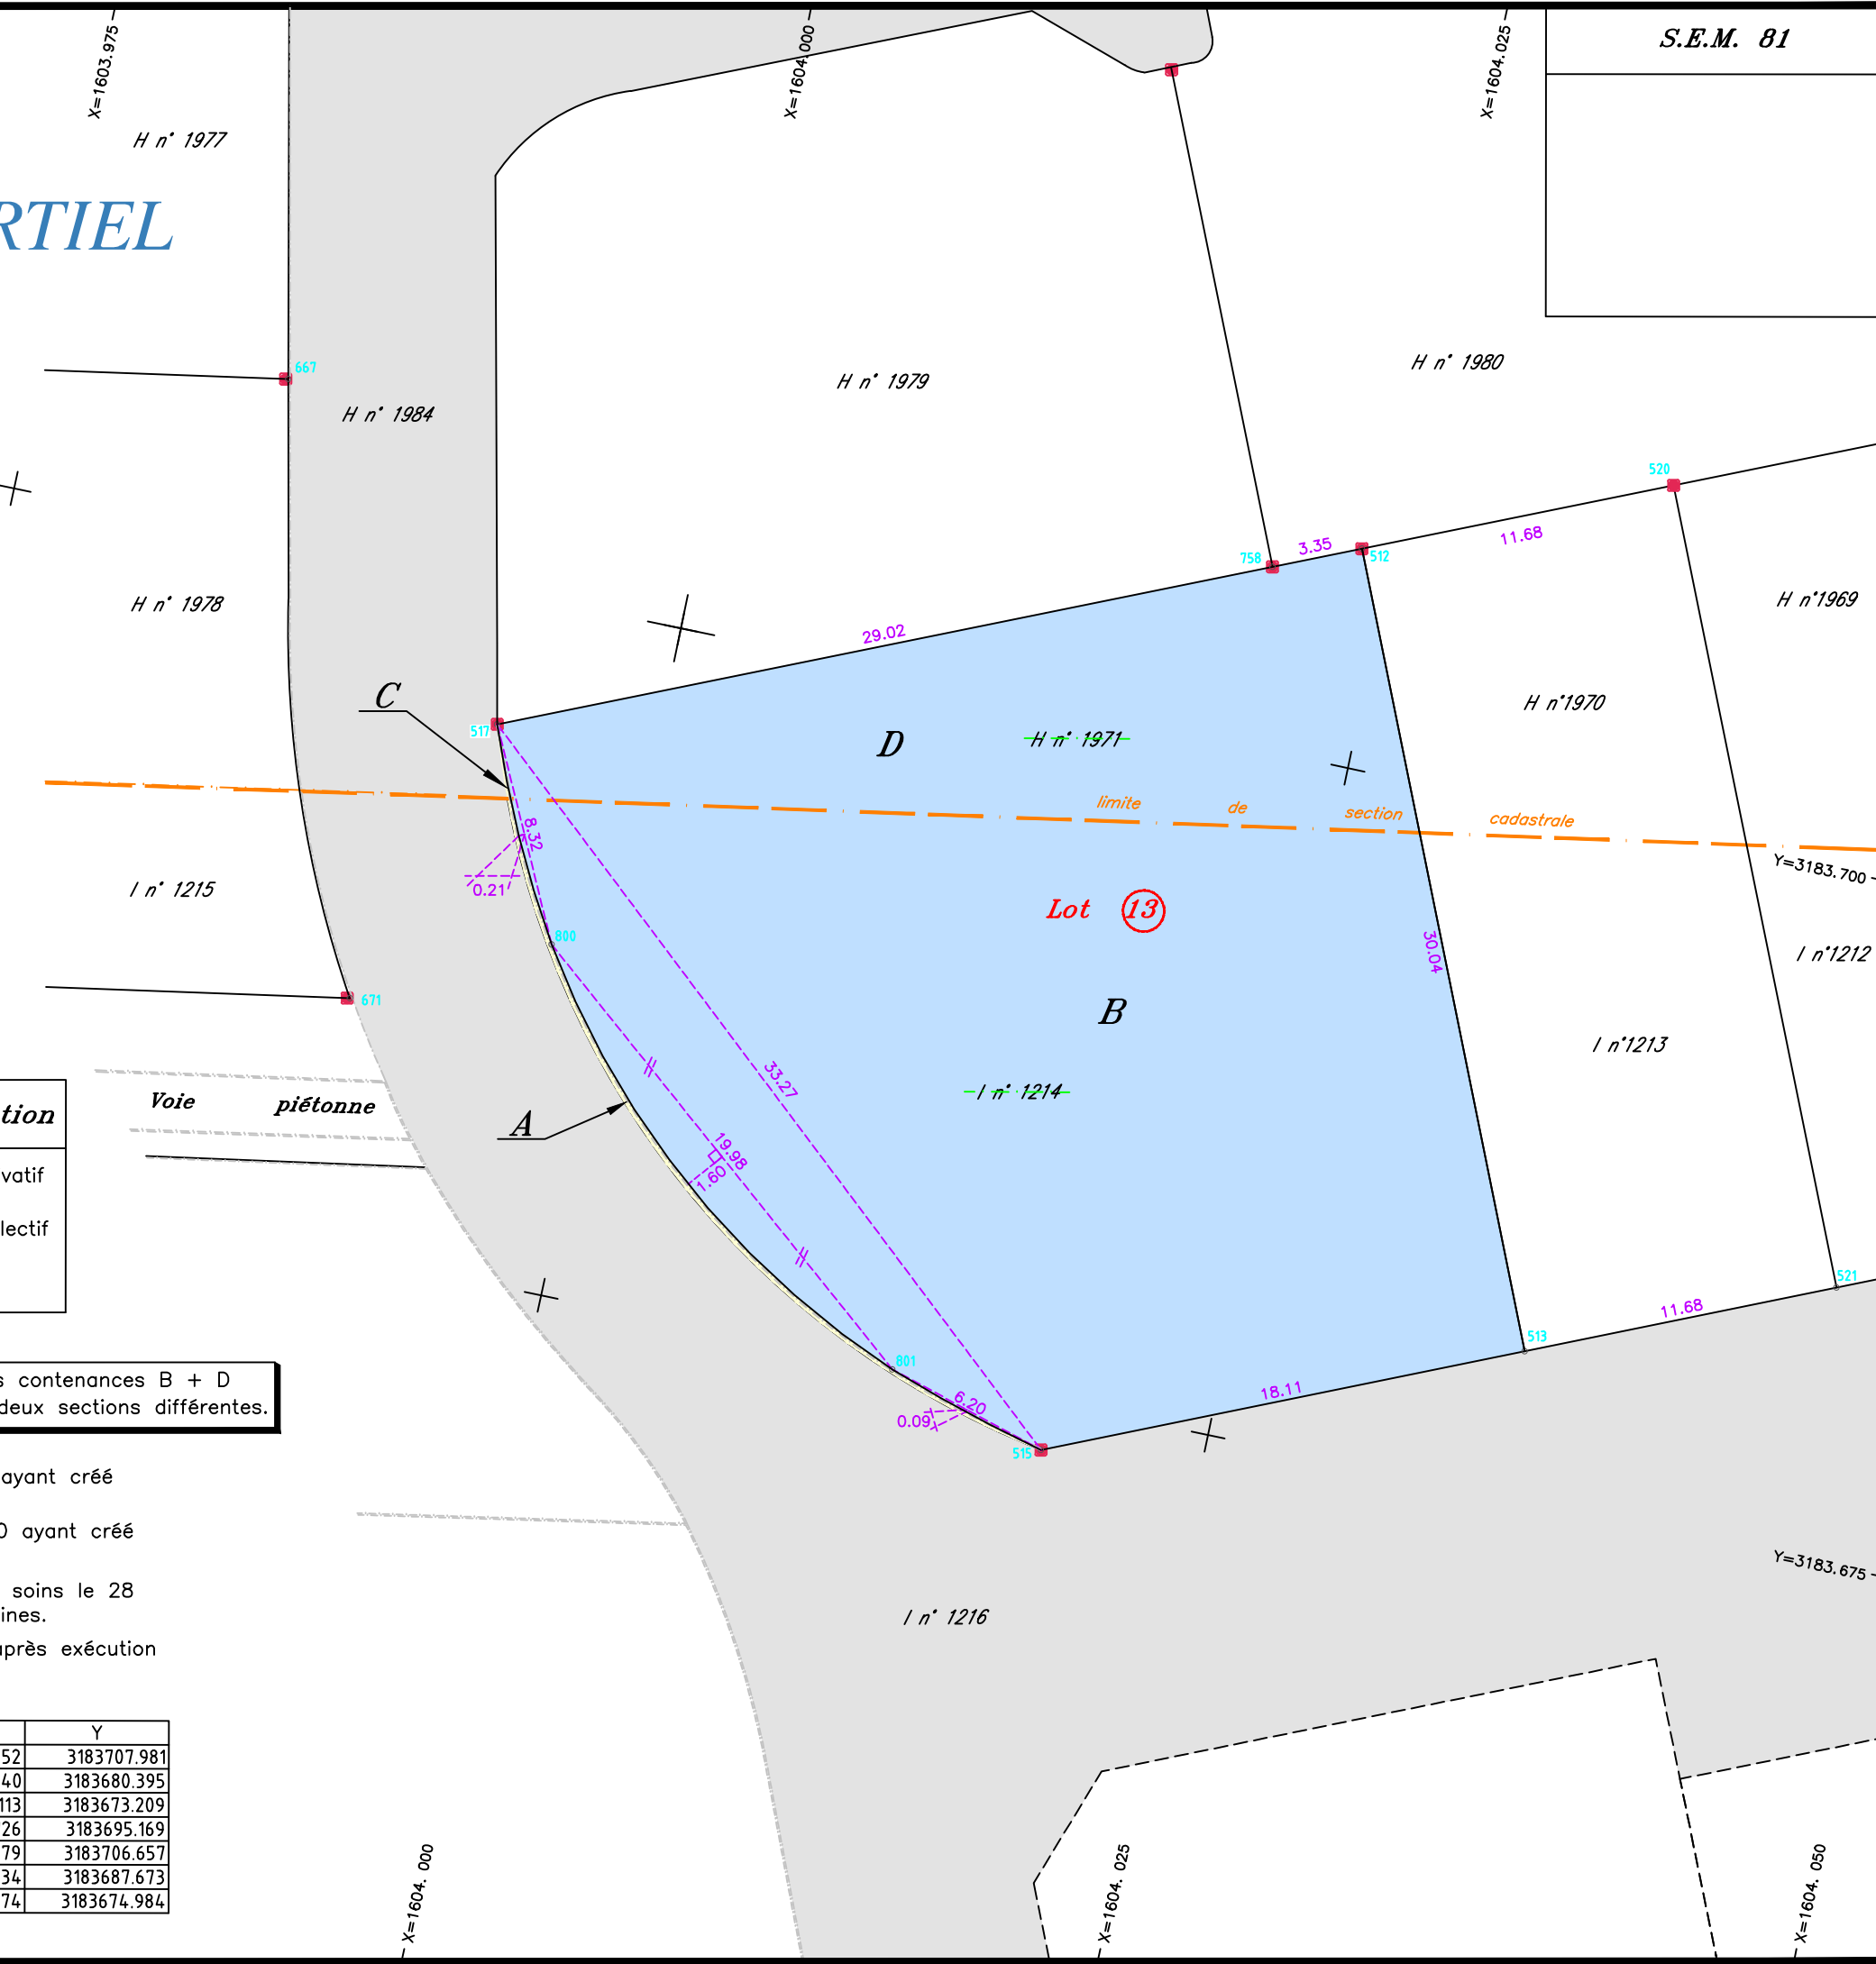 X=1603.975
X=1604.000
X=1604.025
S.E.M. 81
H n° 1977
RTIEL
667
H n° 1984
H n° 1979
H n° 1980
520
3.35
11.68
758
512
H n° 1978
H n°1969
29.02
C
517
D
H n° 1971
H n°1970
limite de section cadastrale
8.32
0.21
Y=3183.700
I n° 1215
Lot 13
800
30.04
I n°1212
671
B
I n°1213
33.27
I n° 1214
Voie piétonne
tion
A
19.98
1.60
vatif
lectif
521
11.68
513
801
18.11
6.20
0.09
515
s contenances B + D
deux sections différentes.
ayant créé
0 ayant créé
soins le 28
ines.
après exécution
Y=3183.675
I n° 1216
Y
52 3183707.981
40 3183680.395
113 3183673.209
26 3183695.169
79 3183706.657
34 3183687.673
74 3183674.984
X=1604. 000
X=1604. 025
X=1604. 050